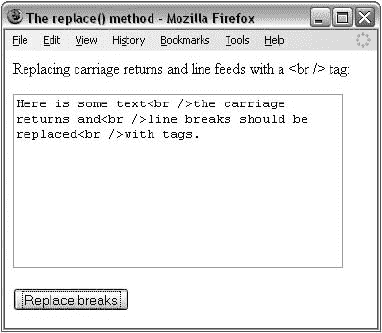 The replace() method - Mozilla Firefox
File Edit View History Bookmarks Tools Help
Replacing carriage returns and line feeds with a <br /> tag:
Here is some text<br />the carriage
returns and<br />line breaks should be
replaced<br />with tags.
Replace breaks